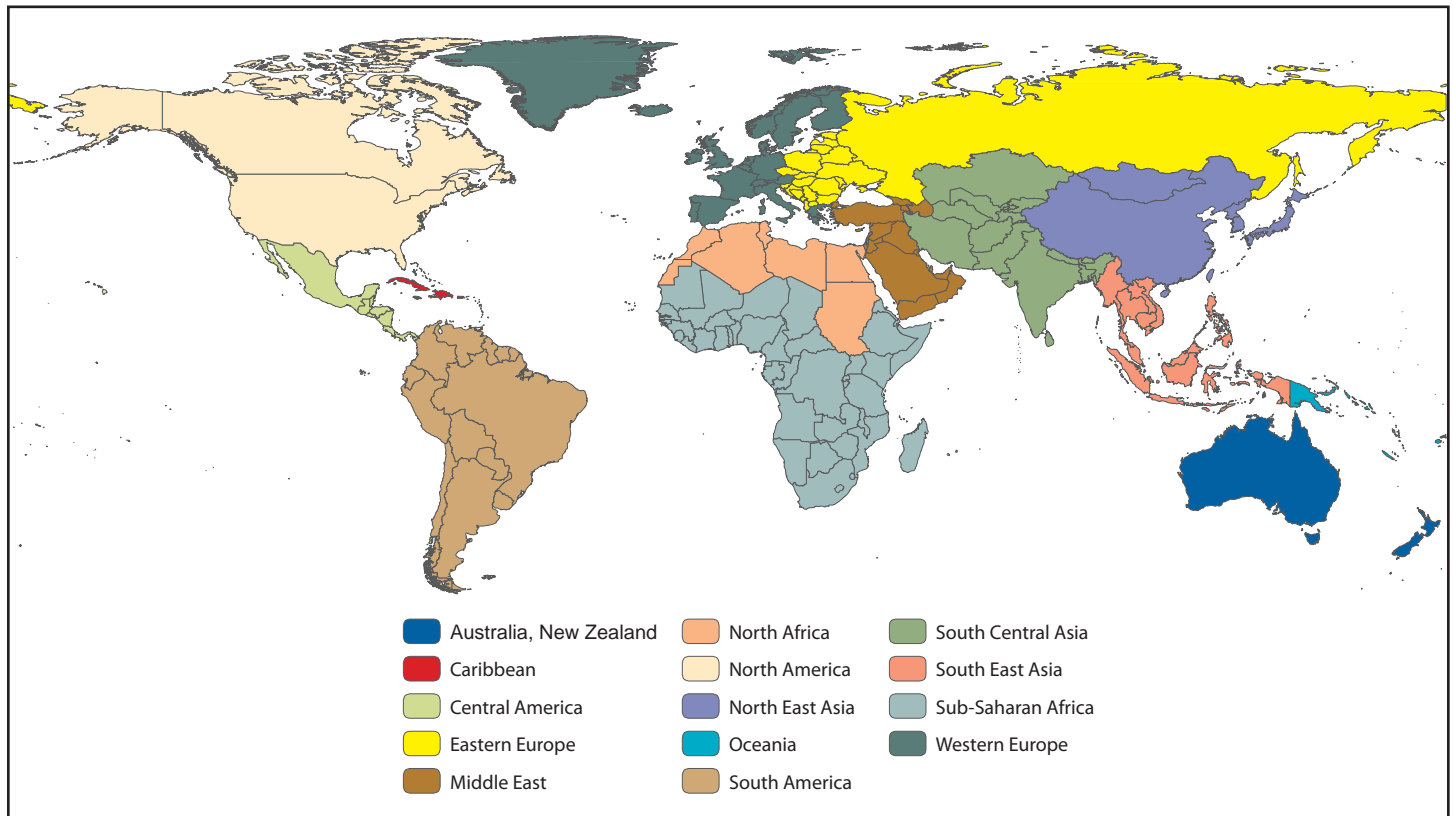 Australia, New Zealand
Caribbean
Central America
Eastern Europe
Middle East
North Africa
North America
North East Asia
Oceania
South America
South Central Asia
South East Asia
Sub-Saharan Africa
Western Europe